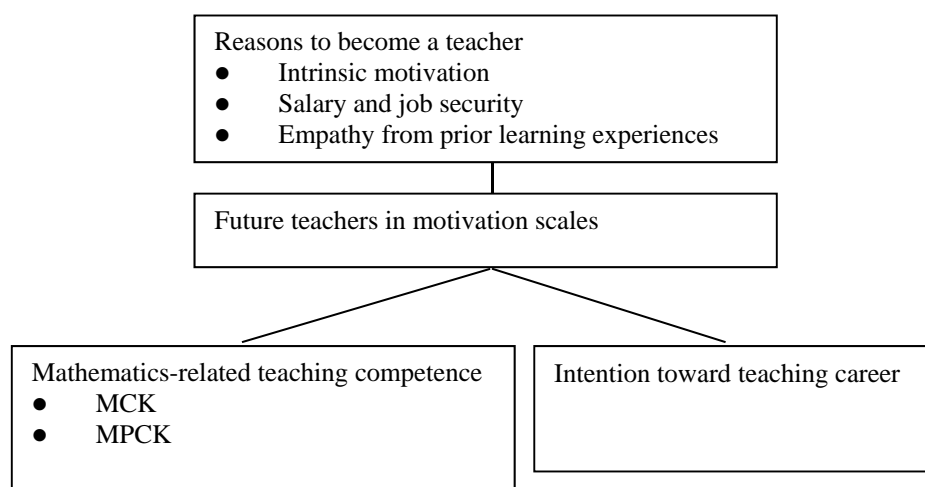 Reasons to become a teacher
● Intrinsic motivation
● Salary and job security
● Empathy from prior learning experiences
Future teachers in motivation scales
Mathematics-related teaching competence
● MCK
● MPCK
Intention toward teaching career